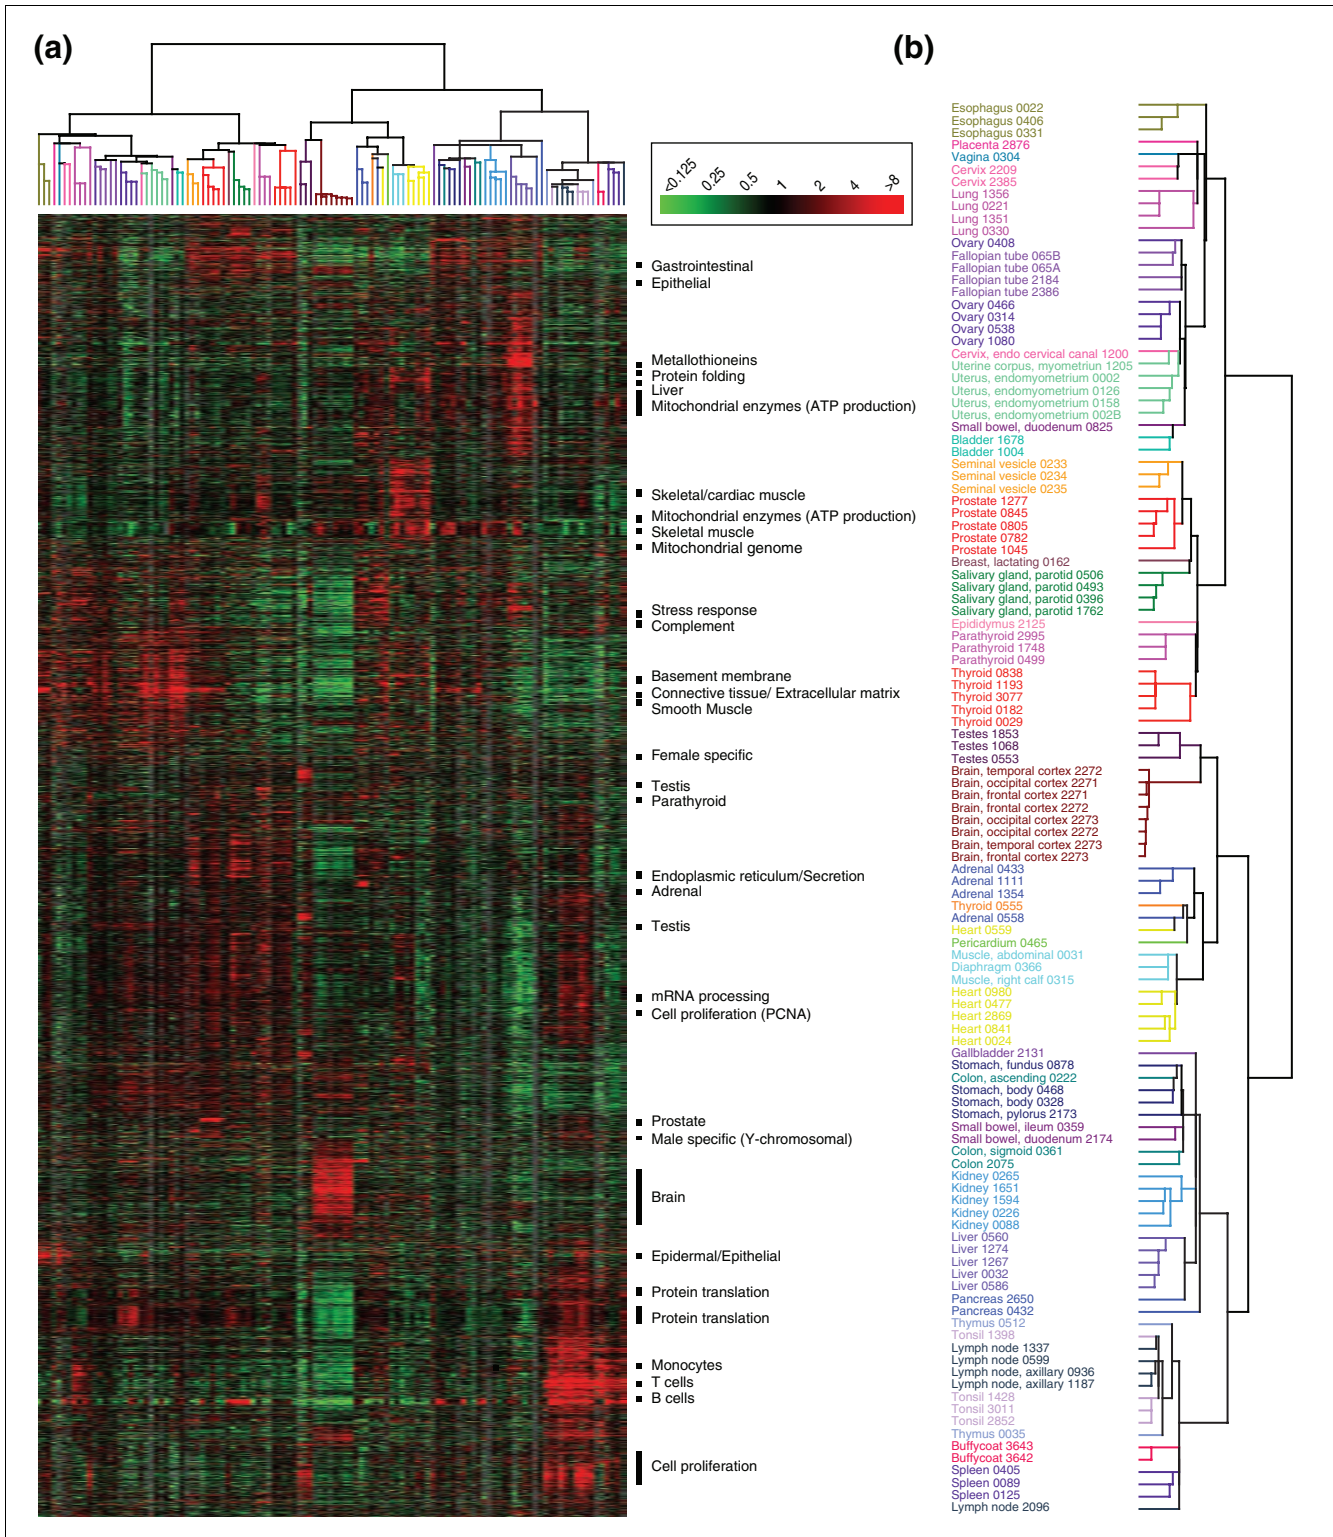 (a)
(b)
<0.125
0.25
0.5
1
2
4
>8
Gastrointestinal
Epithelial
Metallothioneins
Protein folding
Liver
Mitochondrial enzymes (ATP production)
Skeletal/cardiac muscle
Mitochondrial enzymes (ATP production)
Skeletal muscle
Mitochondrial genome
Stress response
Complement
Basement membrane
Connective tissue/ Extracellular matrix
Smooth Muscle
Female specific
Testis
Parathyroid
Endoplasmic reticulum/Secretion
Adrenal
Testis
mRNA processing
Cell proliferation (PCNA)
Prostate
Male specific (Y-chromosomal)
Brain
Epidermal/Epithelial
Protein translation
Protein translation
Monocytes
T cells
B cells
Cell proliferation
Esophagus 0022
Esophagus 0406
Esophagus 0331
Placenta 2876
Vagina 0304
Cervix 2209
Cervix 2385
Lung 1356
Lung 0221
Lung 1351
Lung 0330
Ovary 0408
Fallopian tube 065B
Fallopian tube 065A
Fallopian tube 2184
Fallopian tube 2386
Ovary 0466
Ovary 0314
Ovary 0538
Ovary 1080
Cervix, endo cervical canal 1200
Uterine corpus, myometriun 1205
Uterus, endomyometrium 0002
Uterus, endomyometrium 0126
Uterus, endomyometrium 0158
Uterus, endomyometrium 002B
Small bowel, duodenum 0825
Bladder 1678
Bladder 1004
Seminal vesicle 0233
Seminal vesicle 0234
Seminal vesicle 0235
Prostate 1277
Prostate 0845
Prostate 0805
Prostate 0782
Prostate 1045
Breast, lactating 0162
Salivary gland, parotid 0506
Salivary gland, parotid 0493
Salivary gland, parotid 0396
Salivary gland, parotid 1762
Epididymus 2125
Parathyroid 2995
Parathyroid 1748
Parathyroid 0499
Thyroid 0838
Thyroid 1193
Thyroid 3077
Thyroid 0182
Thyroid 0029
Testes 1853
Testes 1068
Testes 0553
Brain, temporal cortex 2272
Brain, occipital cortex 2271
Brain, frontal cortex 2271
Brain, frontal cortex 2272
Brain, occipital cortex 2273
Brain, occipital cortex 2272
Brain, temporal cortex 2273
Brain, frontal cortex 2273
Adrenal 0433
Adrenal 1111
Adrenal 1354
Thyroid 0555
Adrenal 0558
Heart 0559
Pericardium 0465
Muscle, abdominal 0031
Diaphragm 0366
Muscle, right calf 0315
Heart 0980
Heart 0477
Heart 2869
Heart 0841
Heart 0024
Gallbladder 2131
Stomach, fundus 0878
Colon, ascending 0222
Stomach, body 0468
Stomach, body 0328
Stomach, pylorus 2173
Small bowel, ileum 0359
Small bowel, duodenum 2174
Colon, sigmoid 0361
Colon 2075
Kidney 0265
Kidney 1651
Kidney 1594
Kidney 0226
Kidney 0088
Liver 0560
Liver 1274
Liver 1267
Liver 0032
Liver 0586
Pancreas 2650
Pancreas 0432
Thymus 0512
Tonsil 1398
Lymph node 1337
Lymph node 0599
Lymph node, axillary 0936
Lymph node, axillary 1187
Tonsil 1428
Tonsil 3011
Tonsil 2852
Thymus 0035
Buffycoat 3643
Buffycoat 3642
Spleen 0405
Spleen 0089
Spleen 0125
Lymph node 2096